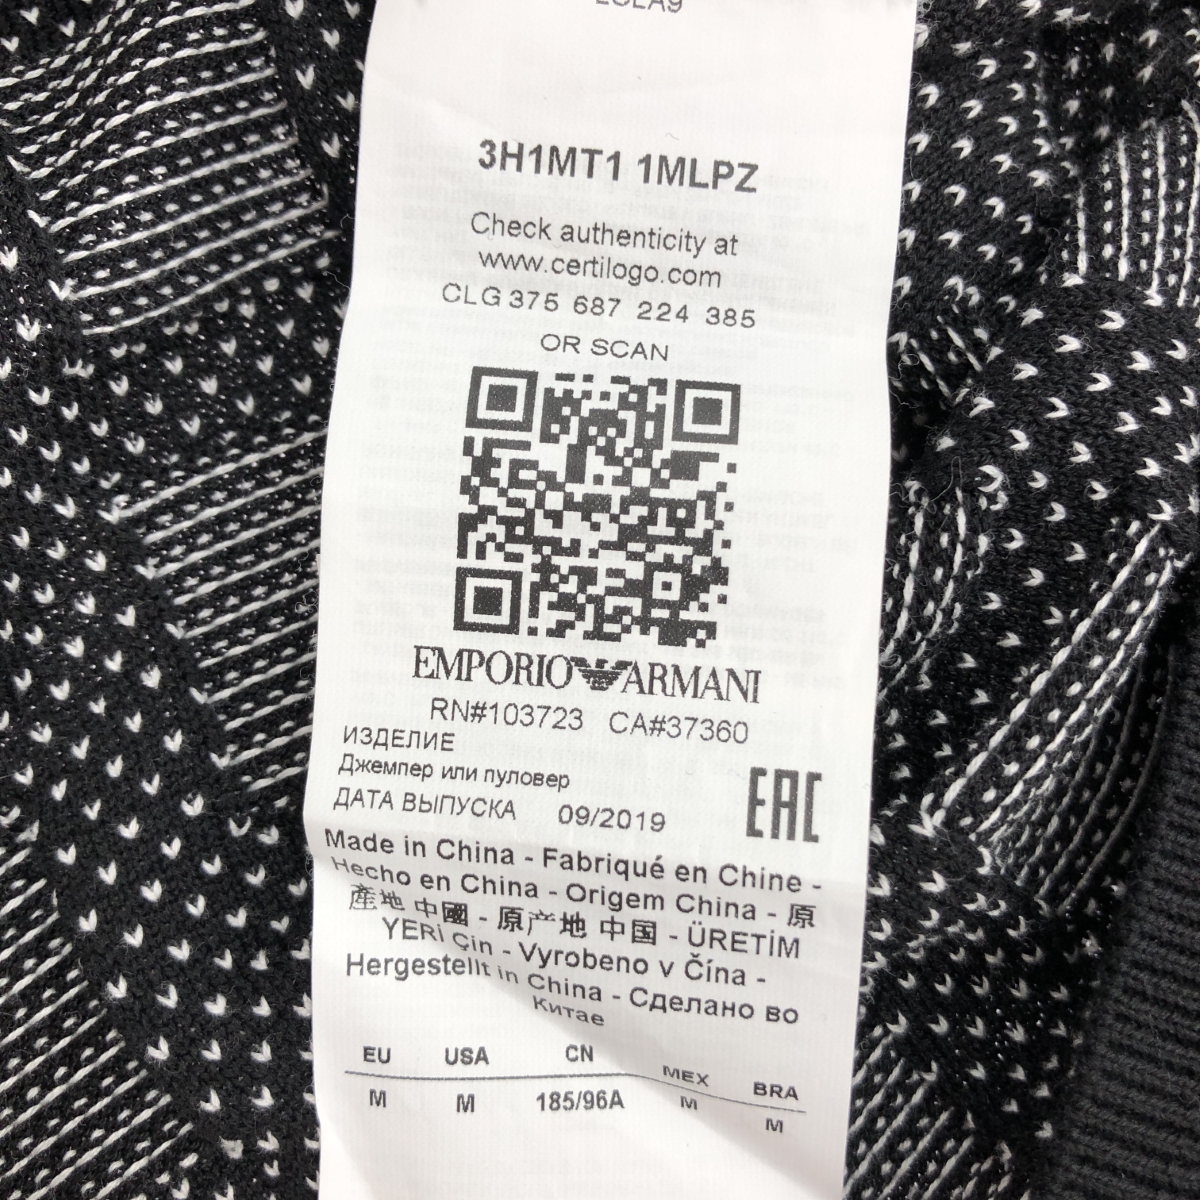 3H1MT1 1MLPZ
Check authenticity at
www.certilogo.com
CLG 375 687 224 385
OR SCAN
EMPORIO ARMANI
RN#103723 CA#37360
ИЗДЕЛИЕ
Джемпер или пуловер
ДАТА ВЫПУСКА 09/2019
EAC
Made in China - Fabriqué en Chine -
Hecho en China - Origem China - 原
產地 中國 - 原产地 中国 - ÜRETİM
YERİ Çin - Vyrobeno v Čína -
Hergestellt in China - Сделано во
Китае
EU USA CN MEX BRA
M M 185/96A M M